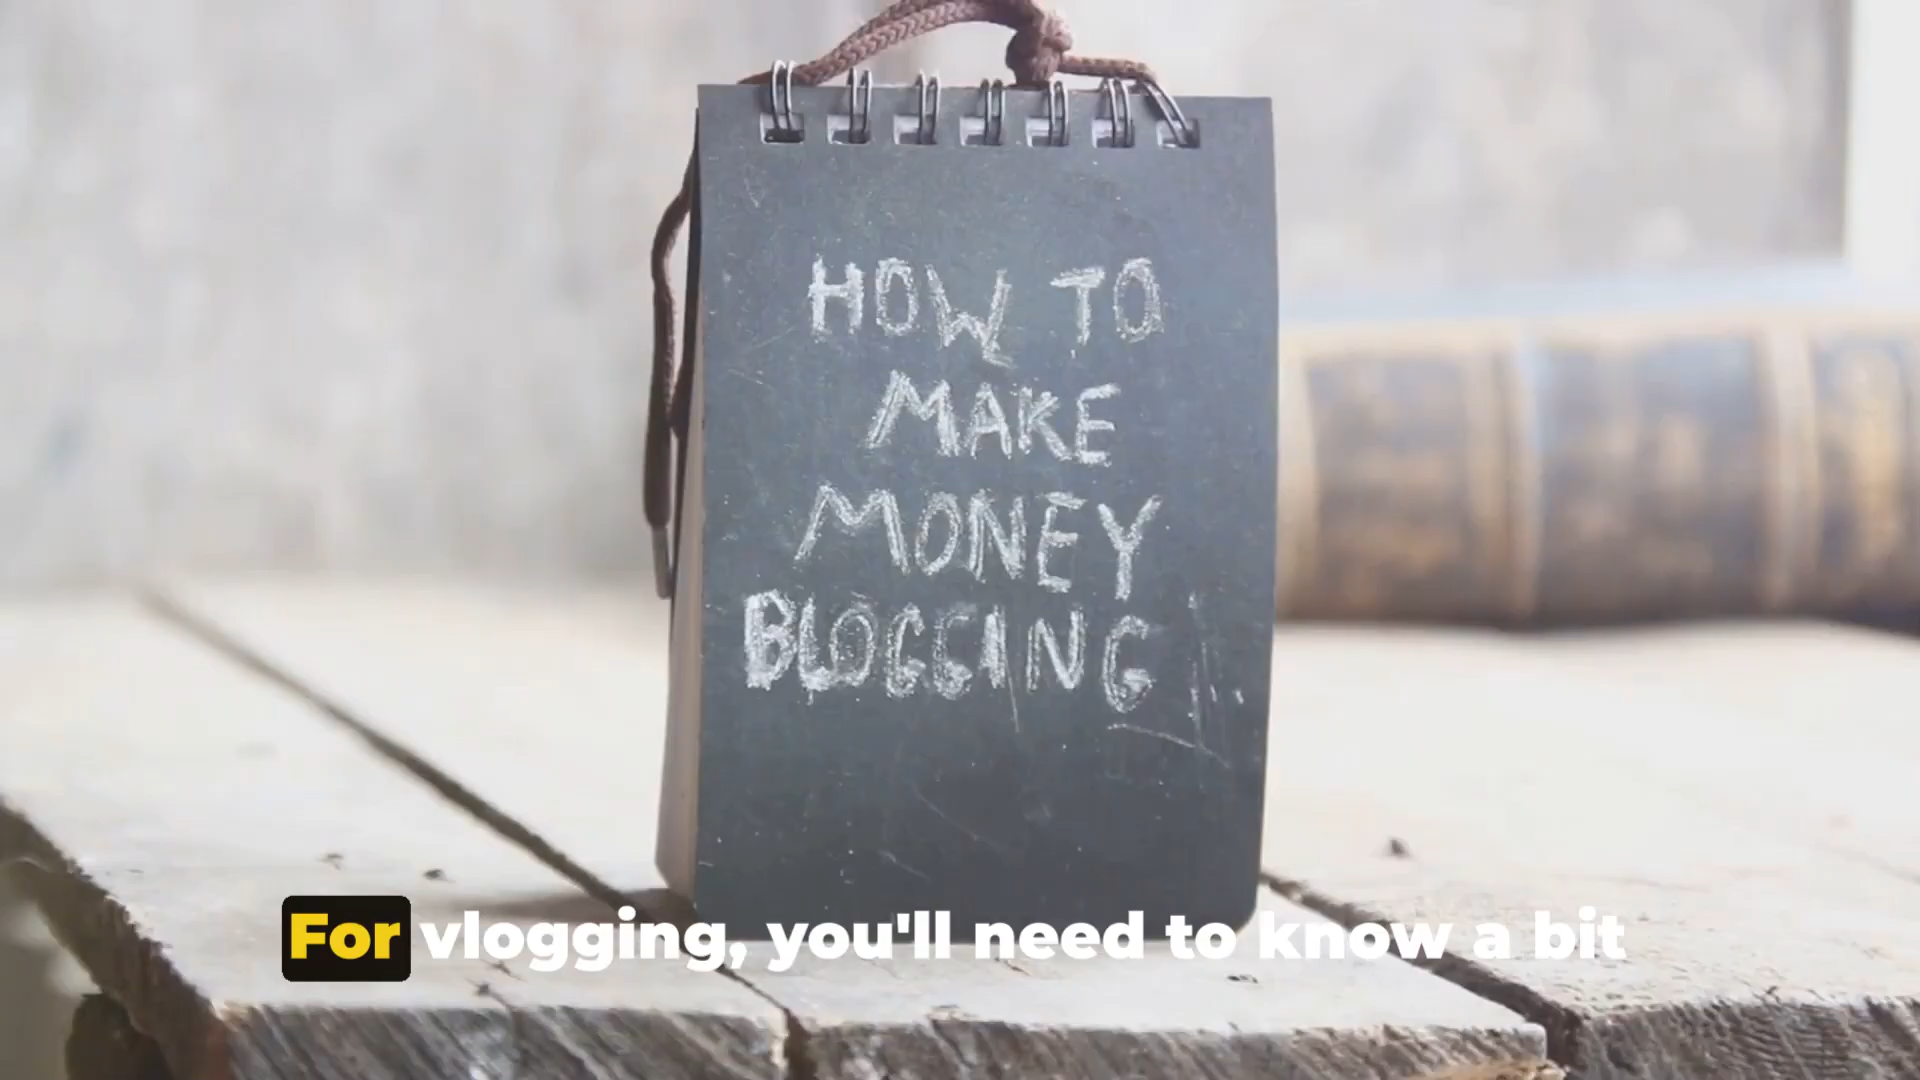 HOW TO
MAKE
MONEY
BLOGGING
For vlogging, you'll need to know a bit